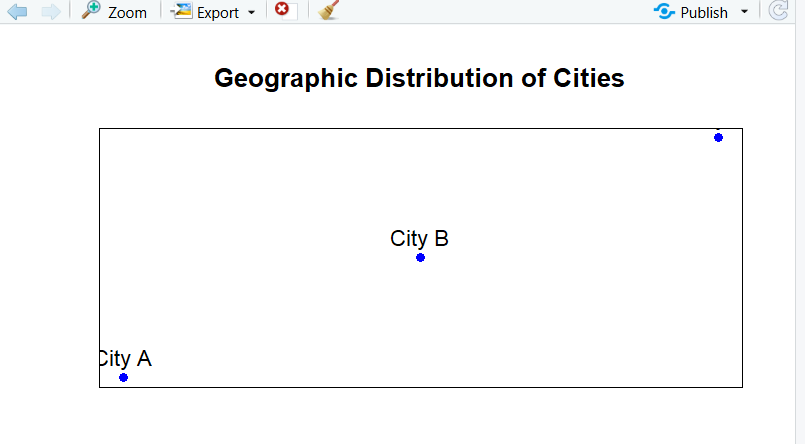 Zoom Export Publish
Geographic Distribution of Cities
City B
City A